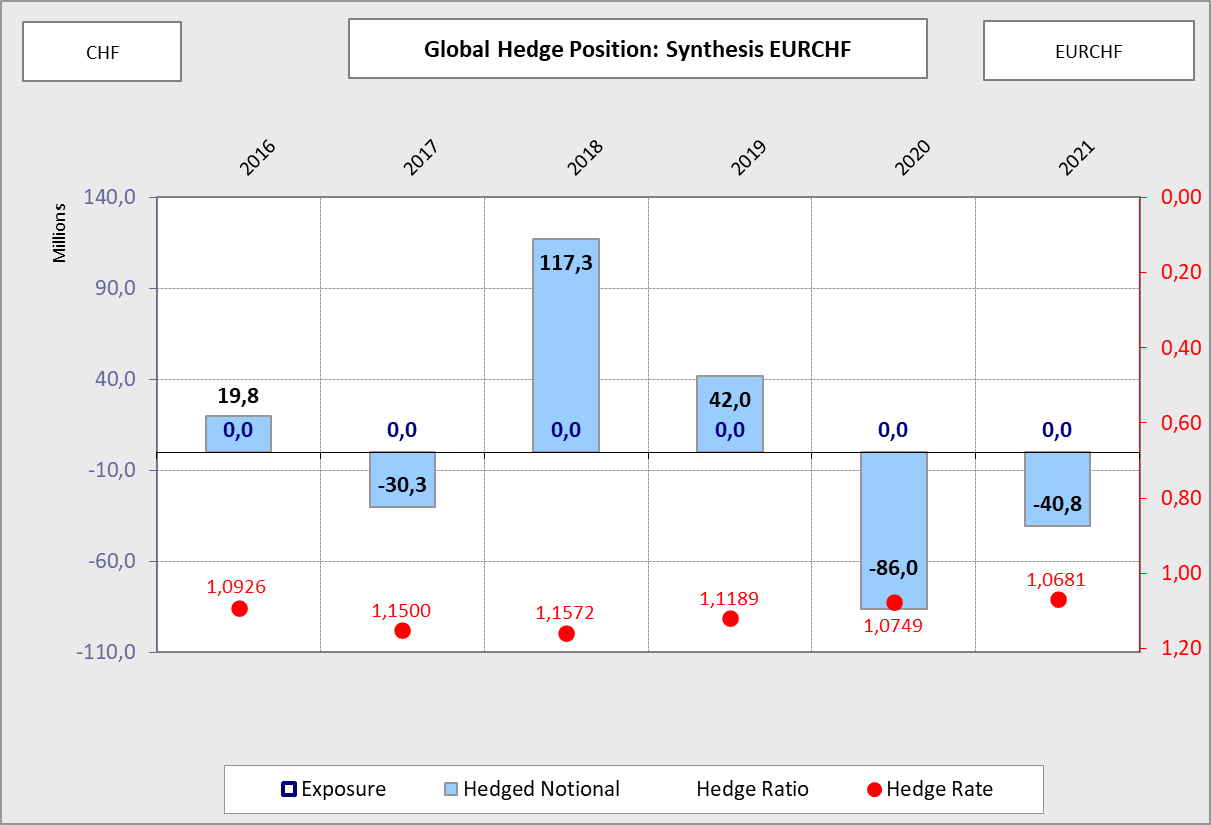 CHF
Global Hedge Position: Synthesis EURCHF
EURCHF
2016 2017 2018 2019 2020 2021
Millions
140,0
90,0
40,0
-10,0
-60,0
-110,0
0,00
0,20
0,40
0,60
0,80
1,00
1,20
117,3
19,8 42,0
0,0 0,0 0,0 0,0 0,0 0,0
-30,3 -40,8
-86,0
1,0926 1,1500 1,1572 1,1189 1,0749 1,0681
Exposure Hedged Notional Hedge Ratio Hedge Rate